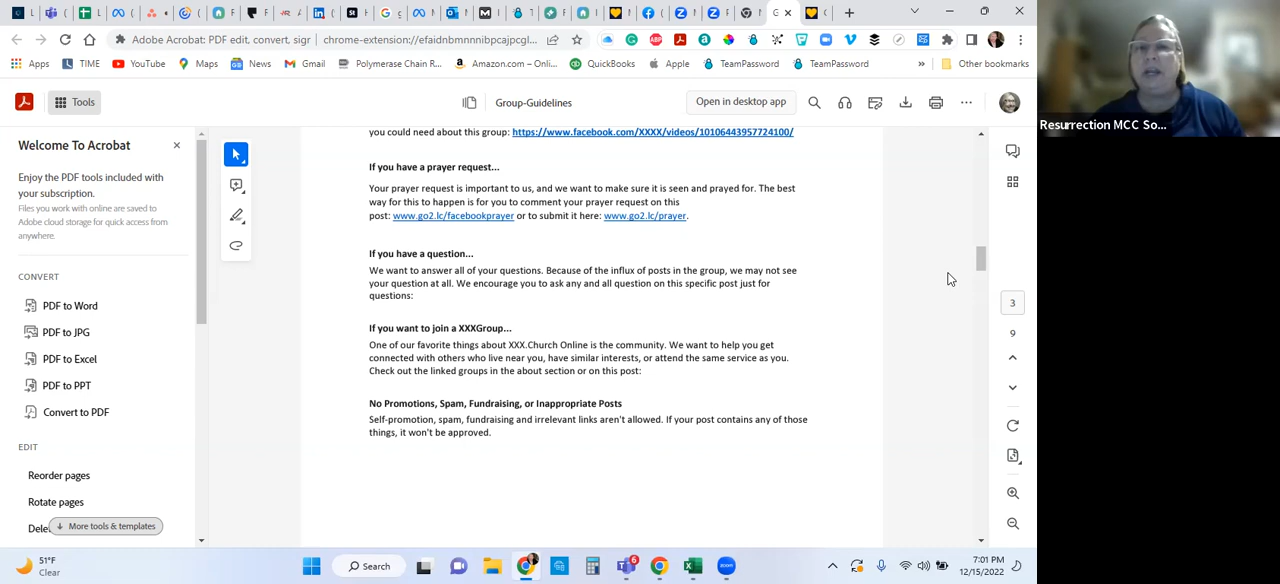 Adobe Acrobat: PDF edit, convert, sigr
chrome-extension://efaidnbmnnnibpcajpcgl...
Apps
TIME
YouTube
Maps
News
Gmail
Polymerase Chain R...
Amazon.com – Onli...
QuickBooks
Apple
TeamPassword
TeamPassword
»
Other bookmarks
Tools
Group-Guidelines
Open in desktop app
Resurrection MCC So...
Welcome To Acrobat
Enjoy the PDF tools included with
your subscription.
Files you work with online are saved to
Adobe cloud storage for quick access from
anywhere.
CONVERT
PDF to Word
PDF to JPG
PDF to Excel
PDF to PPT
Convert to PDF
EDIT
Reorder pages
Rotate pages
Dele
More tools & templates
you could need about this group: https://www.facebook.com/XXXX/videos/10106443957724100/
If you have a prayer request...
Your prayer request is important to us, and we want to make sure it is seen and prayed for. The best
way for this to happen is for you to comment your prayer request on this
post: www.go2.lc/facebookprayer or to submit it here: www.go2.lc/prayer.
If you have a question...
We want to answer all of your questions. Because of the influx of posts in the group, we may not see
your question at all. We encourage you to ask any and all question on this specific post just for
questions:
If you want to join a XXXGroup...
One of our favorite things about XXX.Church Online is the community. We want to help you get
connected with others who live near you, have similar interests, or attend the same service as you.
Check out the linked groups in the about section or on this post:
No Promotions, Spam, Fundraising, or Inappropriate Posts
Self-promotion, spam, fundraising and irrelevant links aren't allowed. If your post contains any of those
things, it won't be approved.
3
9
51°F
Clear
Search
6
zoom
7:01 PM
12/15/2022